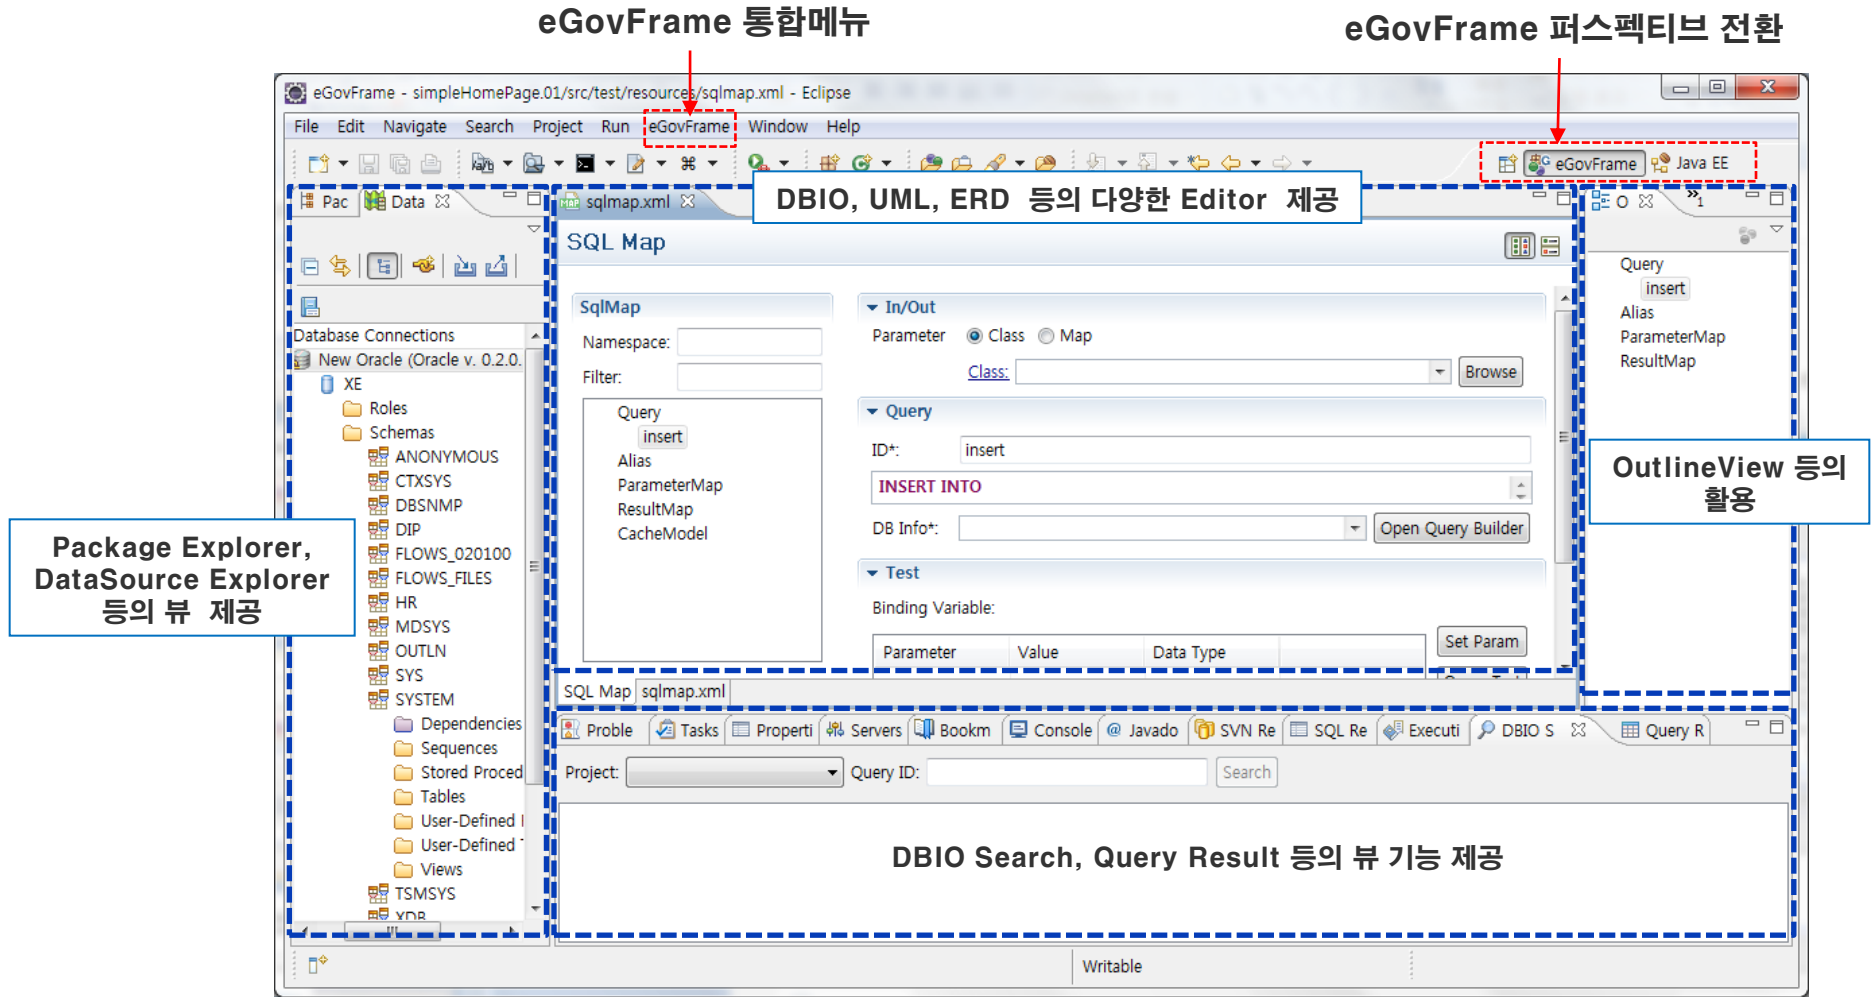 eGovFrame 통합메뉴
eGovFrame 퍼스펙티브 전환
eGovFrame - simpleHomePage.01/src/test/resources/sqlmap.xml - Eclipse
File Edit Navigate Search Project Run eGovFrame Window Help
eGovFrame Java EE
Pac Data
sqlmap.xml
DBIO, UML, ERD 등의 다양한 Editor 제공
O
SQL Map
Database Connections
New Oracle (Oracle v. 0.2.0.
XE
Roles
Schemas
ANONYMOUS
CTXSYS
DBSNMP
DIP
FLOWS_020100
FLOWS_FILES
HR
MDSYS
OUTLN
SYS
SYSTEM
Dependencies
Sequences
Stored Proced
Tables
User-Defined
User-Defined
Views
TSMSYS
XDB
Package Explorer,
DataSource Explorer
등의 뷰 제공
SqlMap
Namespace:
Filter:
Query
insert
Alias
ParameterMap
ResultMap
CacheModel
In/Out
Parameter Class Map
Class: Browse
Query
ID*: insert
INSERT INTO
DB Info*: Open Query Builder
Test
Binding Variable:
Parameter Value Data Type
Set Param
SQL Map sqlmap.xml
Query
insert
Alias
ParameterMap
ResultMap
OutlineView 등의
활용
Proble Tasks Properti Servers Bookm Console Javado SVN Re SQL Re Executi DBIO S Query R
Project: Query ID: Search
DBIO Search, Query Result 등의 뷰 기능 제공
Writable